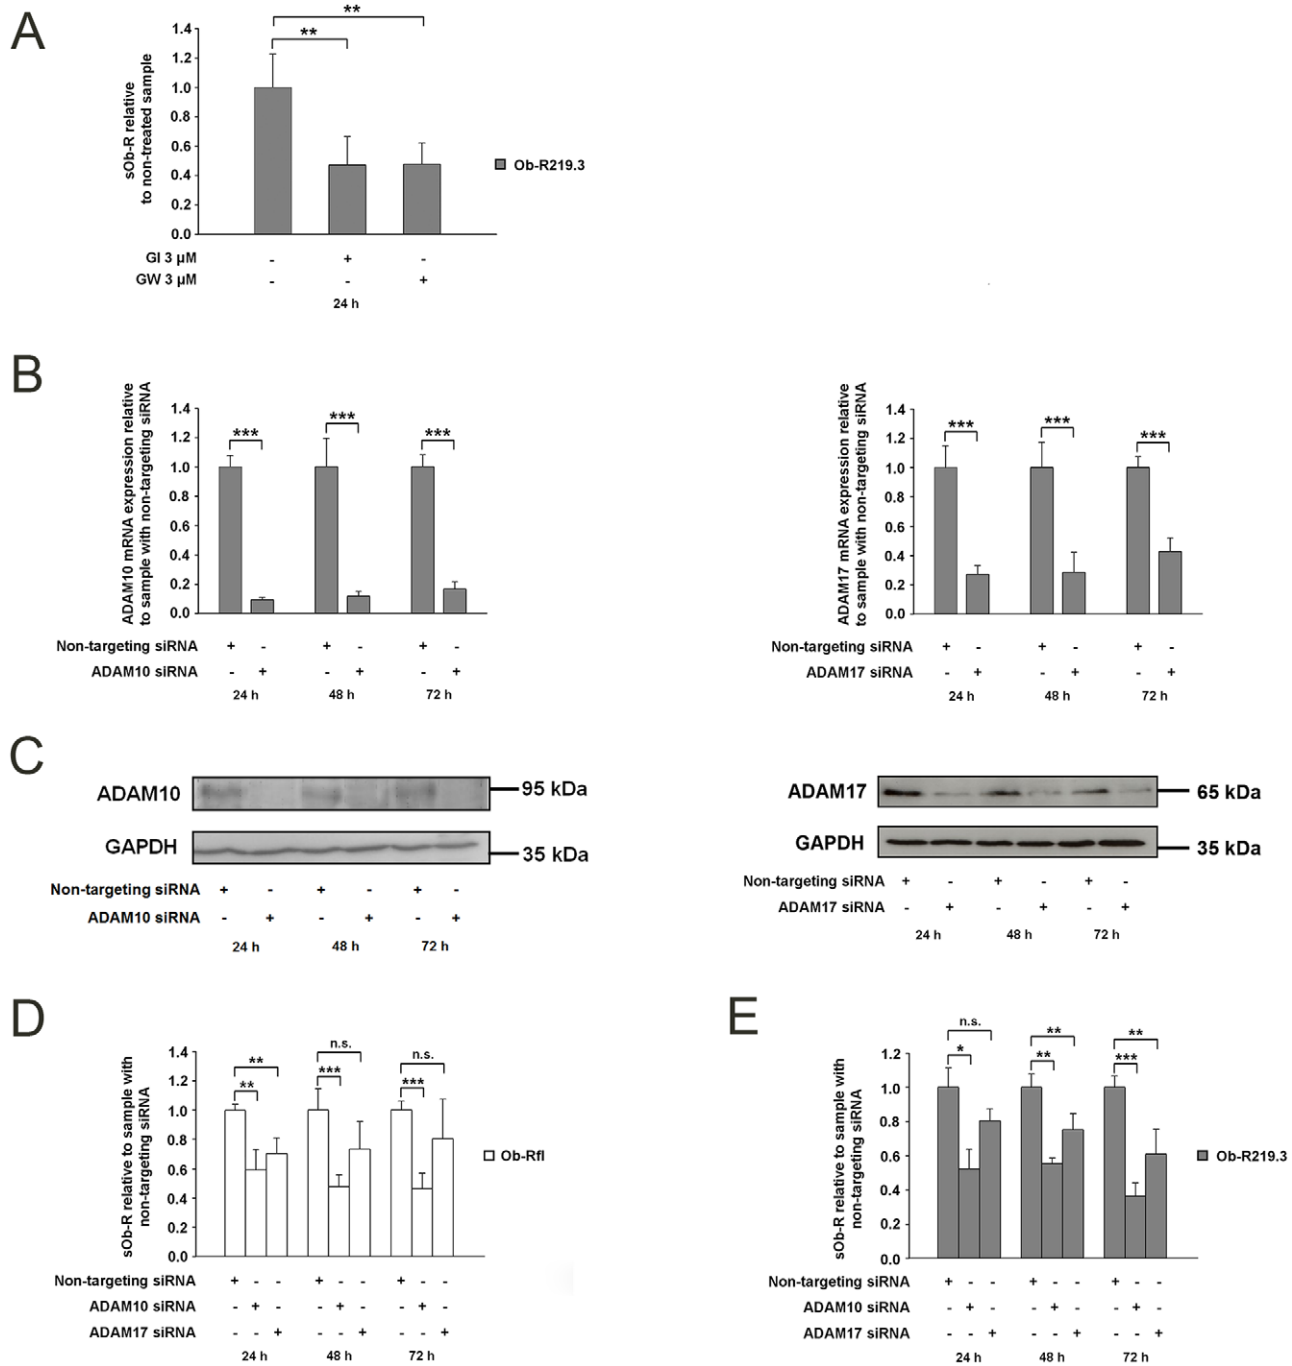 A
sOb-R relative
to non-treated sample
1.4
1.2
1.0
0.8
0.6
0.4
0.2
0.0
**
**
Ob-R219.3
GI 3 µM - + -
GW 3 µM - - +
24 h
B
ADAM10 mRNA expression relative
to sample with non-targeting siRNA
1.4
1.2
1.0
0.8
0.6
0.4
0.2
0.0
*** *** ***
Non-targeting siRNA + - + - + -
ADAM10 siRNA - + - + - +
24 h 48 h 72 h
ADAM17 mRNA expression relative
to sample with non-targeting siRNA
1.4
1.2
1.0
0.8
0.6
0.4
0.2
0.0
*** *** ***
Non-targeting siRNA + - + - + -
ADAM17 siRNA - + - + - +
24 h 48 h 72 h
C
ADAM10 95 kDa
GAPDH 35 kDa
Non-targeting siRNA + - + - + -
ADAM10 siRNA - + - + - +
24 h 48 h 72 h
ADAM17 65 kDa
GAPDH 35 kDa
Non-targeting siRNA + - + - + -
ADAM17 siRNA - + - + - +
24 h 48 h 72 h
D
sOb-R relative to sample with
non-targeting siRNA
1.4
1.2
1.0
0.8
0.6
0.4
0.2
0.0
** n.s. n.s.
** *** ***
Ob-Rfl
Non-targeting siRNA + - - + - - + - -
ADAM10 siRNA - + - - + - - + -
ADAM17 siRNA - - + - - + - - +
24 h 48 h 72 h
E
sOb-R relative to sample with
non-targeting siRNA
1.2
1.0
0.8
0.6
0.4
0.2
0.0
n.s. ** **
* ** ***
Ob-R219.3
Non-targeting siRNA + - - + - - + - -
ADAM10 siRNA - + - - + - - + -
ADAM17 siRNA - - + - - + - - +
24 h 48 h 72 h